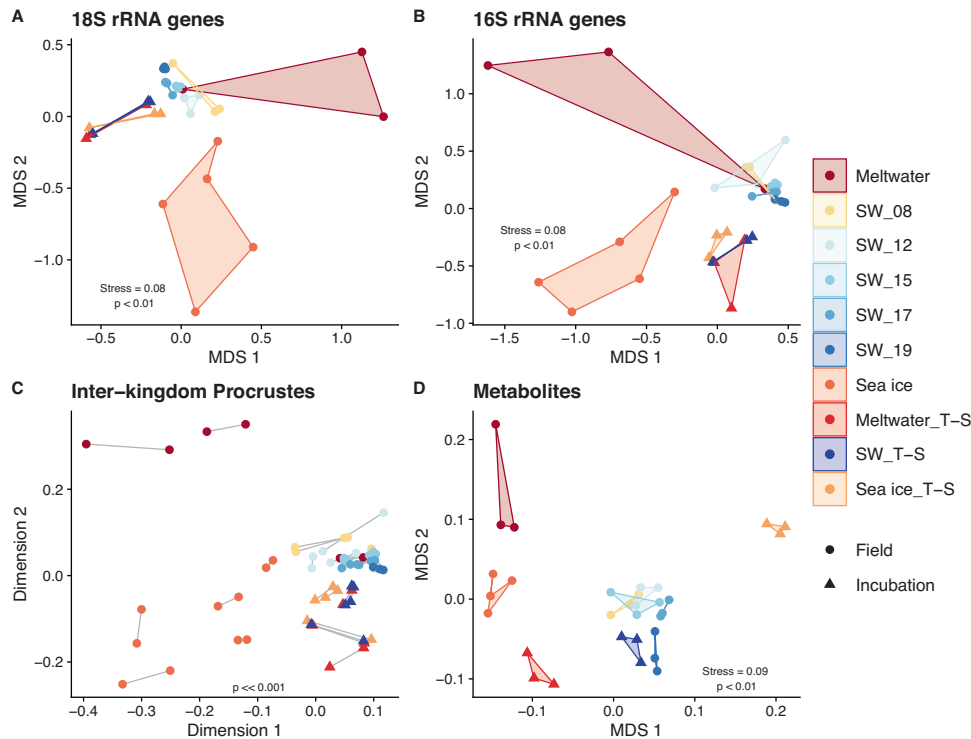 A
18S rRNA genes
0.5
0.0
−0.5
−1.0
MDS 2
Stress = 0.08
p < 0.01
−0.5
0.0
0.5
1.0
MDS 1
B
16S rRNA genes
1.0
0.5
0.0
−0.5
−1.0
MDS 2
Stress = 0.08
p < 0.01
−1.5
−1.0
−0.5
0.0
0.5
MDS 1
C
Inter−kingdom Procrustes
0.2
0.0
−0.2
Dimension 2
p << 0.001
−0.4
−0.3
−0.2
−0.1
0.0
0.1
Dimension 1
D
Metabolites
0.2
0.1
0.0
−0.1
MDS 2
Stress = 0.09
p < 0.01
−0.1
0.0
0.1
0.2
MDS 1
Meltwater
SW_08
SW_12
SW_15
SW_17
SW_19
Sea ice
Meltwater_T−S
SW_T−S
Sea ice_T−S
Field
Incubation